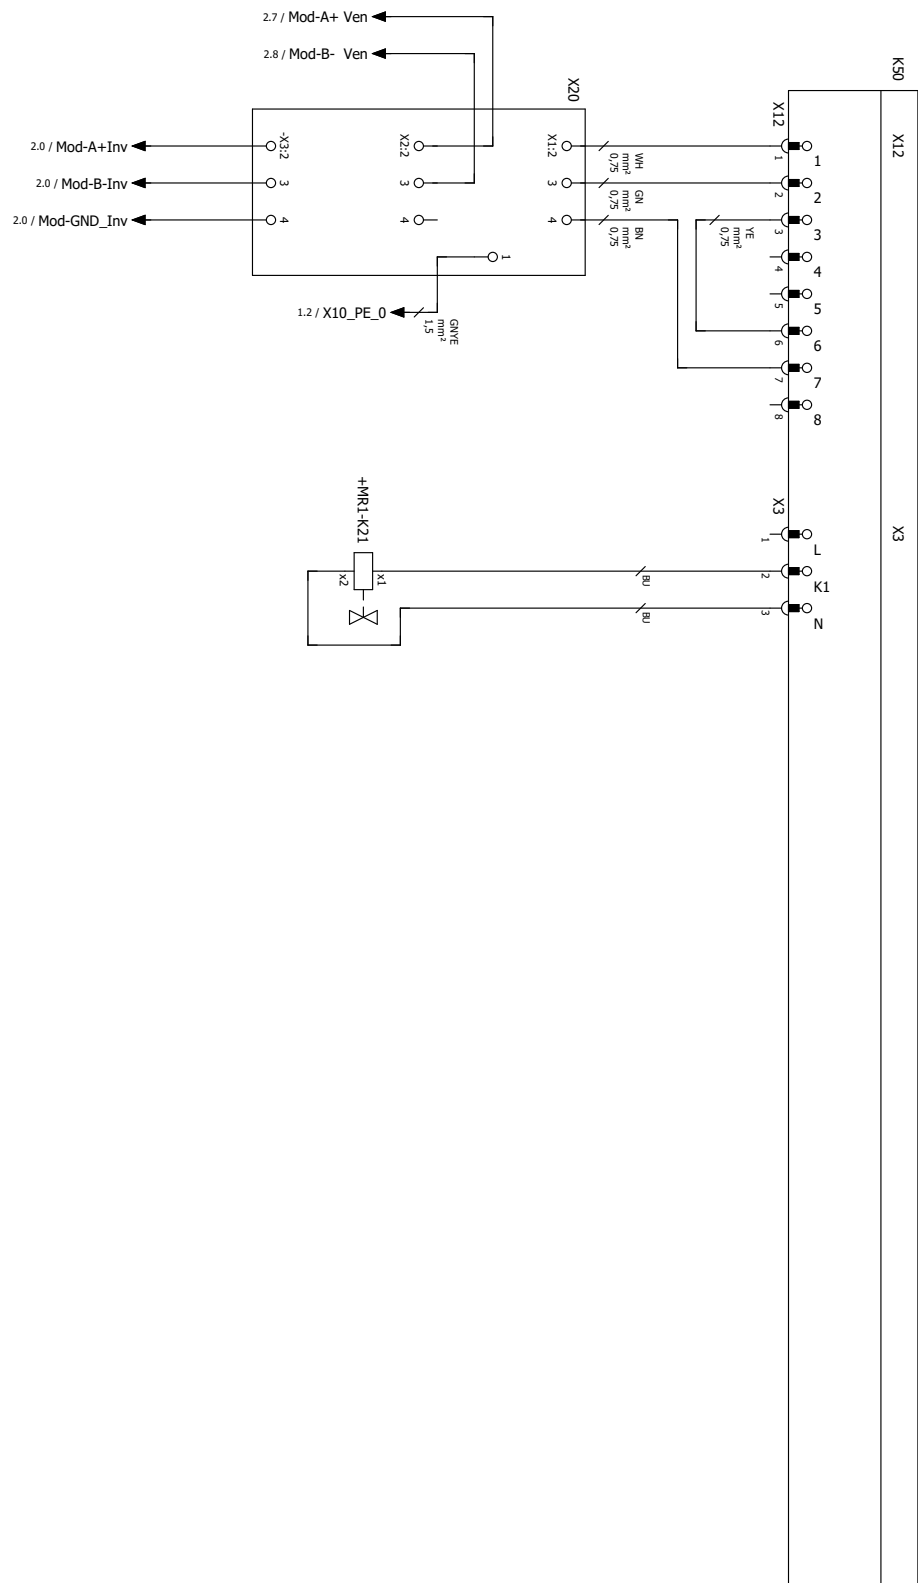 2.7 / Mod-A+ Ven
2.8 / Mod-B- Ven
K50
X20
X12
X12
2.0 / Mod-A+Inv
-X3:2
X2:2
X1:2
WH
mm²
0,75
1
1
2.0 / Mod-B-Inv
3
3
3
GN
mm²
0,75
2
2
2.0 / Mod-GND_Inv
4
4
4
BN
mm²
0,75
YE
mm²
0,75
3
3
1
4
4
5
5
1.2 / X10_PE_0
GNYE
mm²
1,5
6
6
7
7
8
8
+MR1-K21
X3
X3
1
L
x2
x1
BU
2
K1
BU
3
N